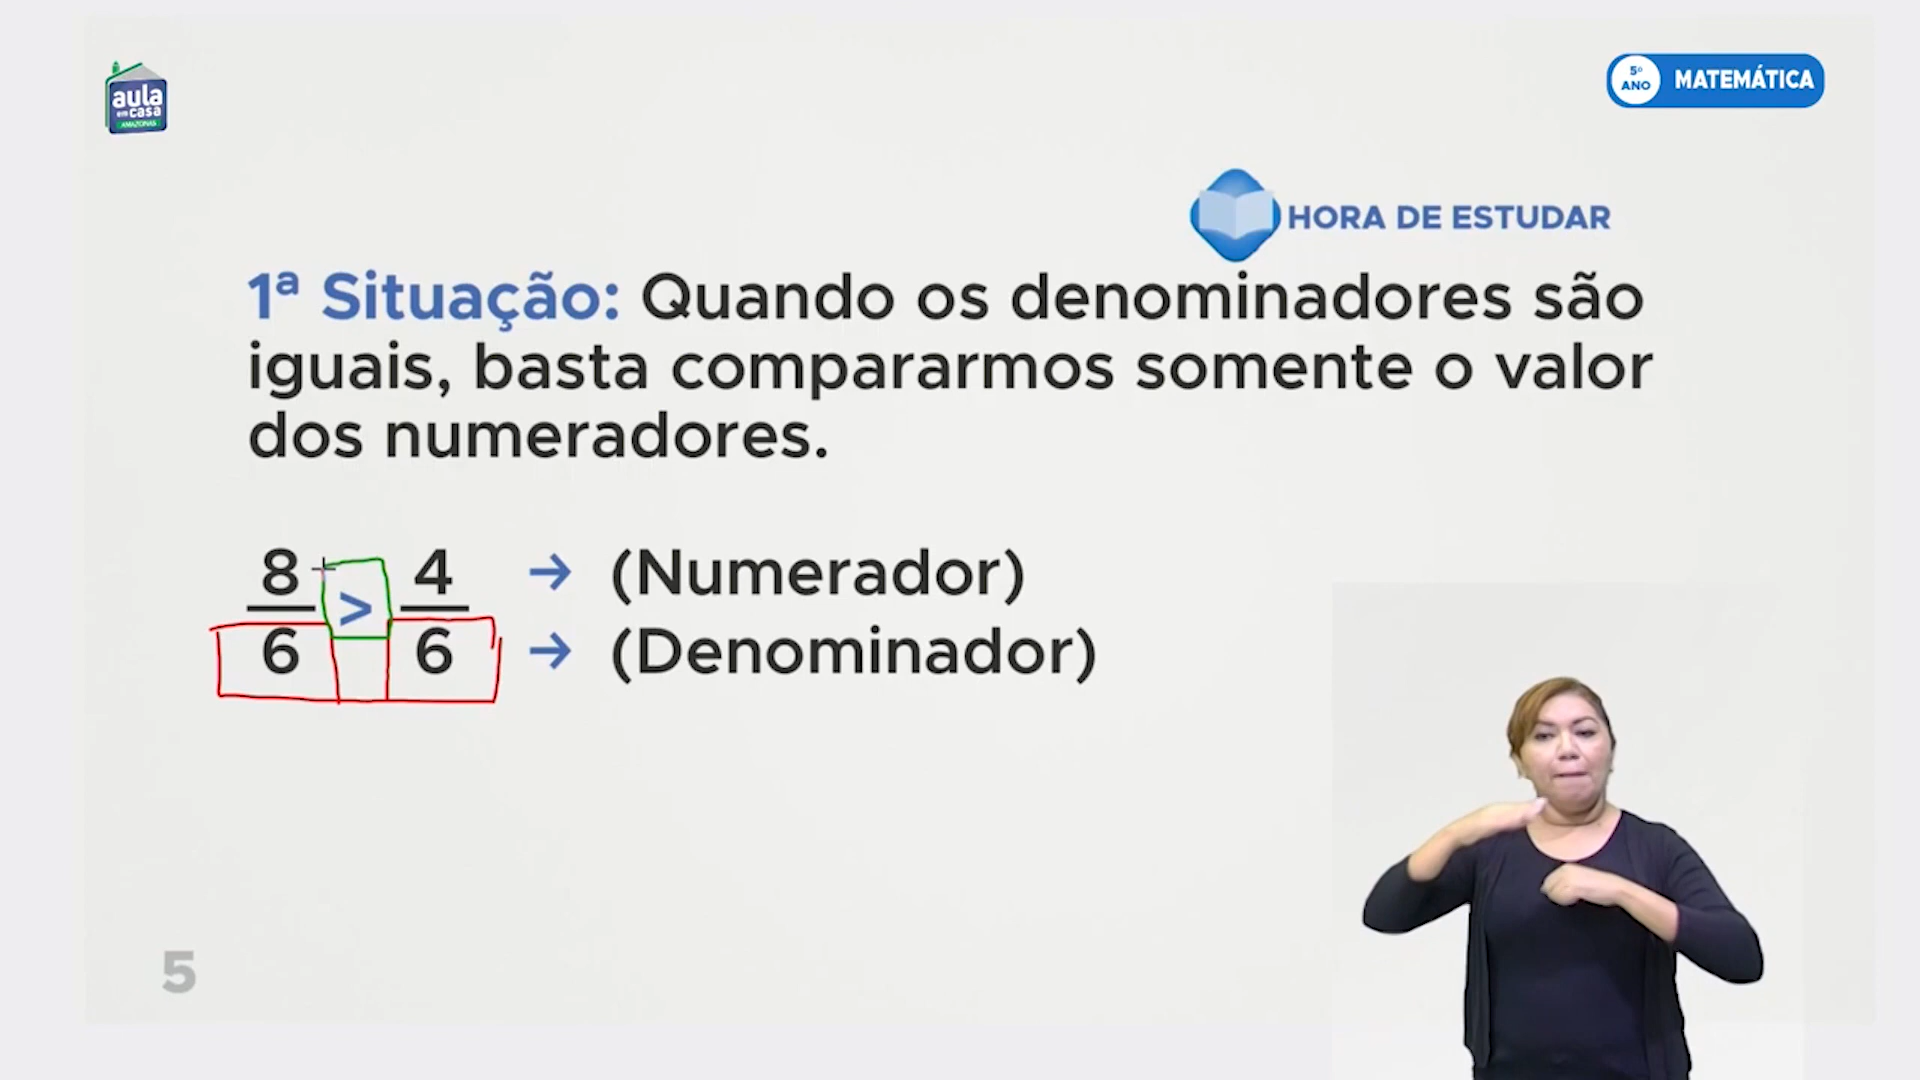 aula
em casa
AMAZONAS
5º
ANO
MATEMÁTICA
HORA DE ESTUDAR
1ª Situação: Quando os denominadores são
iguais, basta compararmos somente o valor
dos numeradores.
8 > 4 → (Numerador)
6 6 → (Denominador)
5